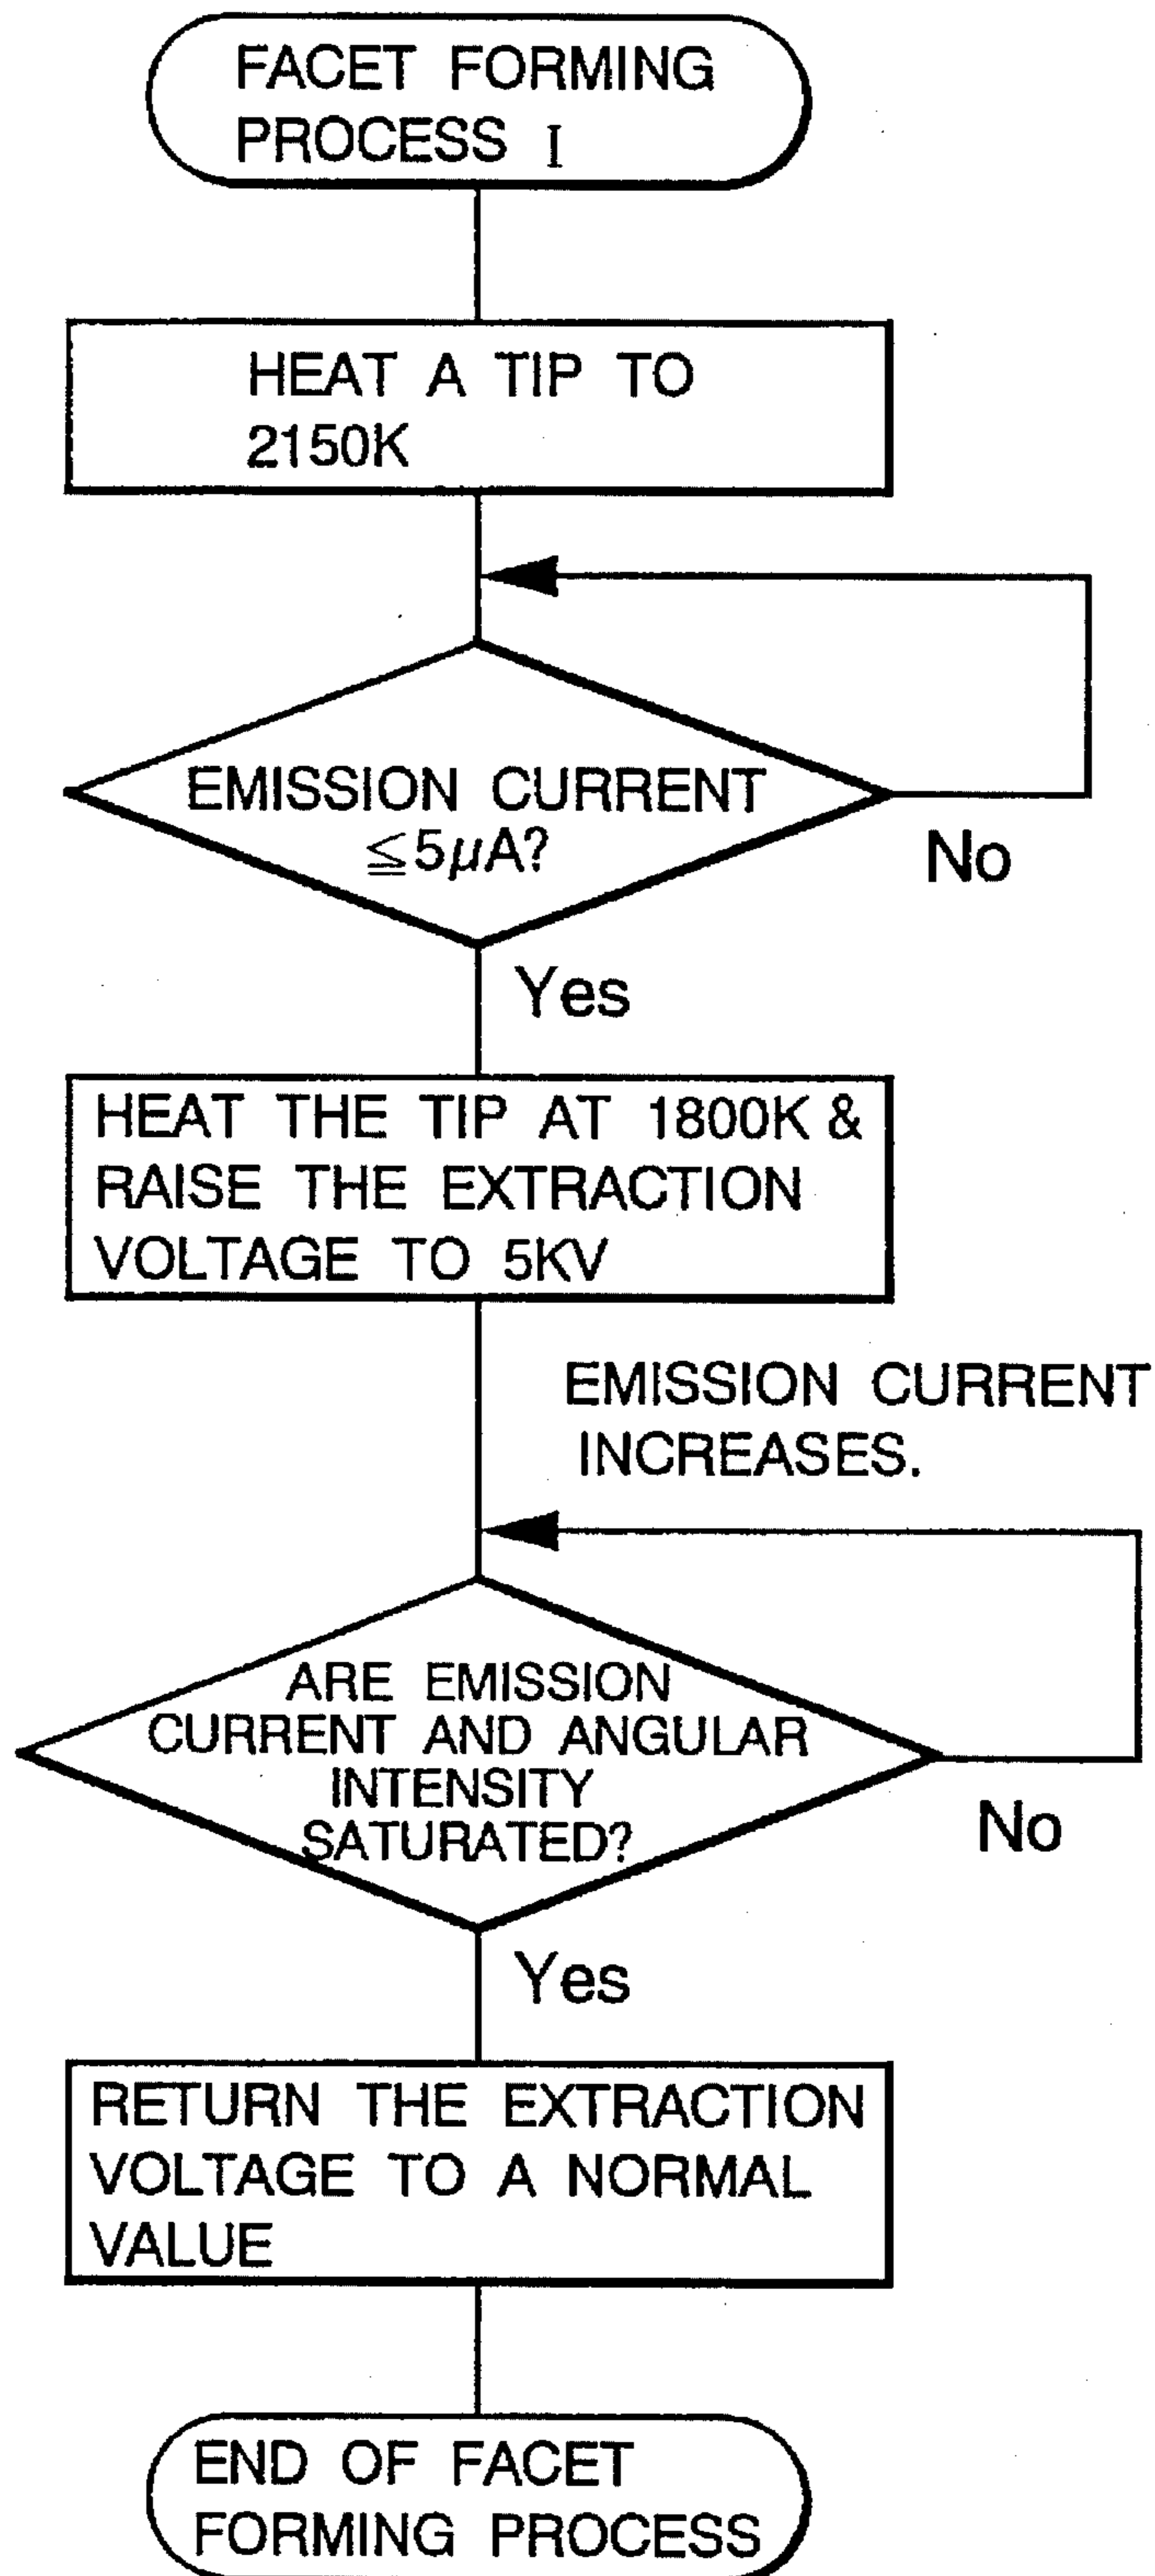 FACET FORMING
PROCESS I
HEAT A TIP TO
2150K
EMISSION CURRENT
≦5μA?
No
Yes
HEAT THE TIP AT 1800K &
RAISE THE EXTRACTION
VOLTAGE TO 5KV
EMISSION CURRENT
INCREASES.
ARE EMISSION
CURRENT AND ANGULAR
INTENSITY
SATURATED?
No
Yes
RETURN THE EXTRACTION
VOLTAGE TO A NORMAL
VALUE
END OF FACET
FORMING PROCESS